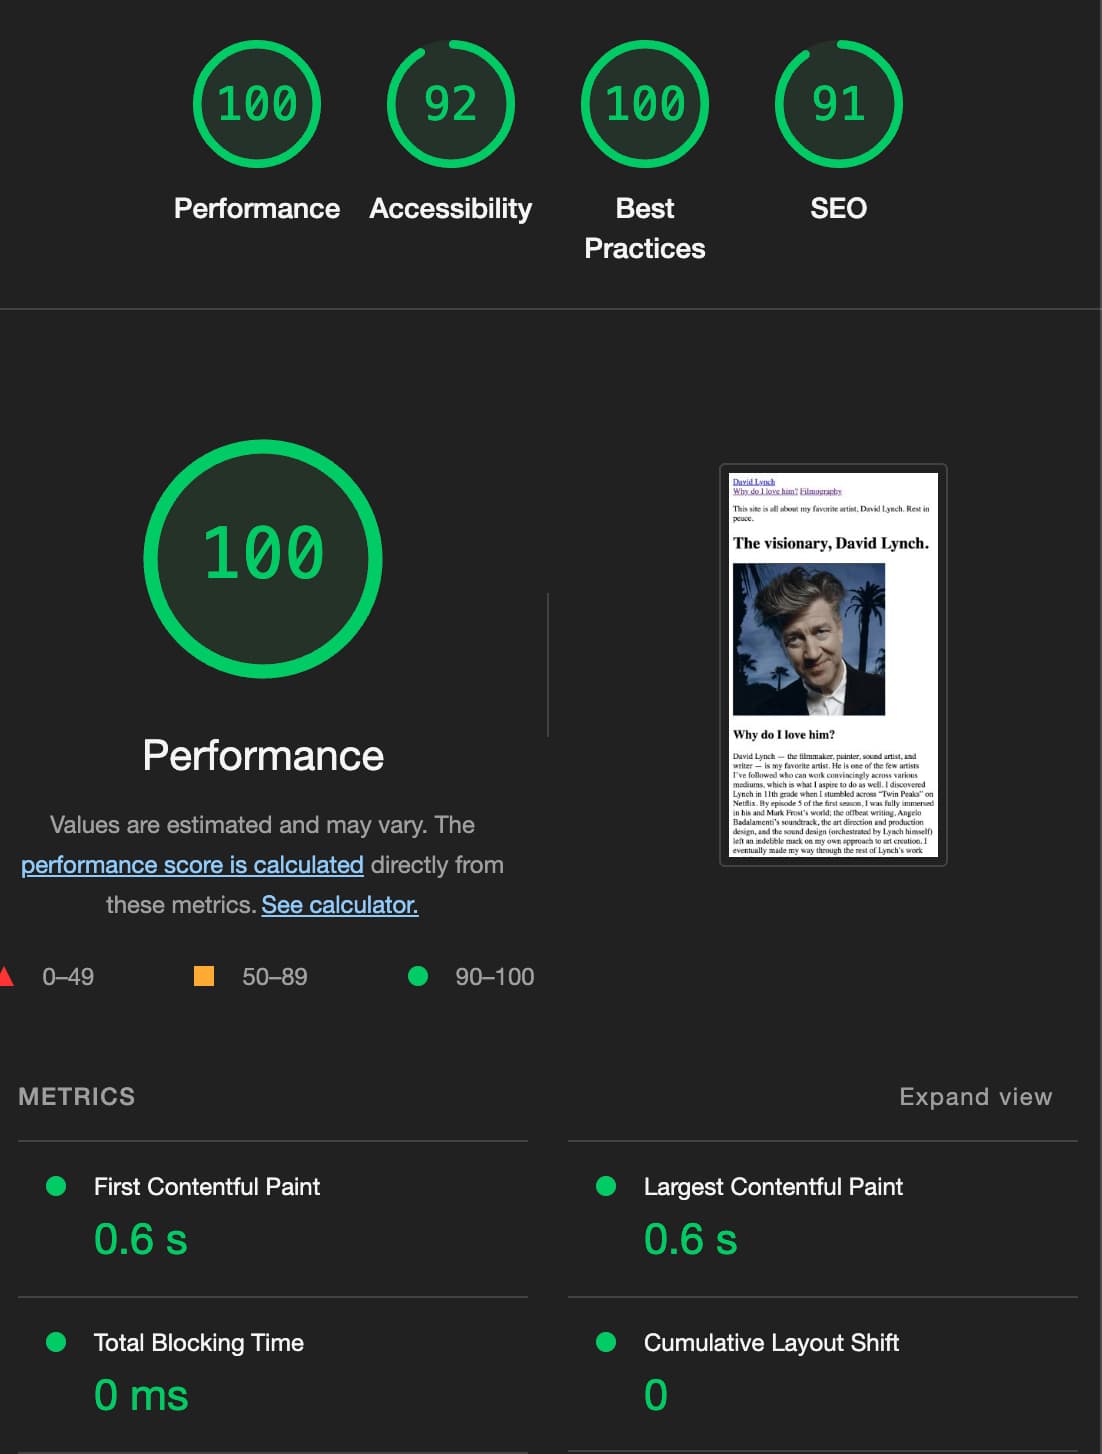 100
92
100
91
Performance
Accessibility
Best
Practices
SEO
100
Performance
Values are estimated and may vary. The
performance score is calculated directly from
these metrics. See calculator.
0–49
50–89
90–100
David Lynch
Why do I love him? Filmography
This site is all about my favorite artist, David Lynch. Rest in
peace.
The visionary, David Lynch.
Why do I love him?
David Lynch — the filmmaker, painter, sound artist, and
writer — is my favorite artist. He is one of the few artists
I've followed who can work convincingly across various
mediums, which is what I aspire to do as well. I discovered
Lynch in 11th grade when I stumbled across "Twin Peaks" on
Netflix. By episode 5 of the first season, I was fully immersed
in his and Mark Frost's world; the offbeat writing, Angelo
Badalamenti's soundtrack, the art direction and production
design, and the sound design (orchestrated by Lynch himself)
left an indelible mark on my own approach to art creation. I
eventually made my way through the rest of Lynch's work
METRICS
Expand view
First Contentful Paint
0.6 s
Largest Contentful Paint
0.6 s
Total Blocking Time
0 ms
Cumulative Layout Shift
0